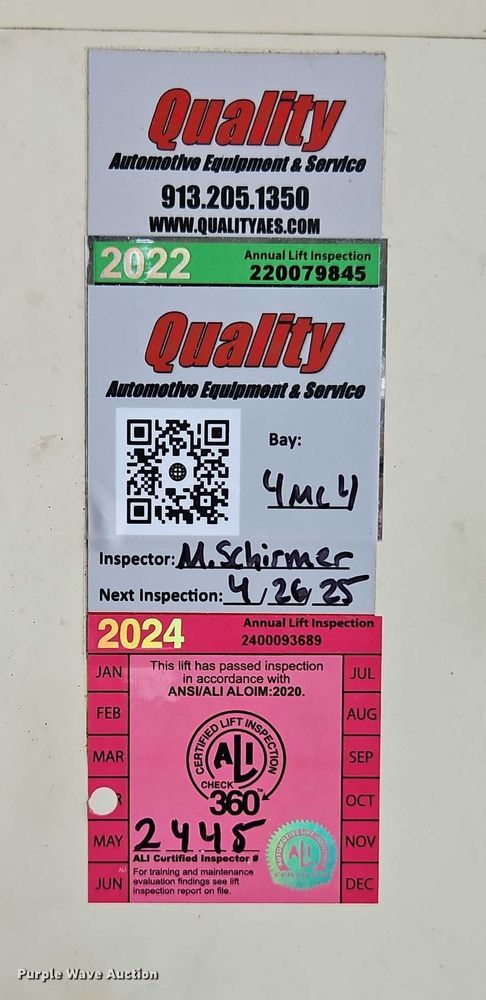 Quality
Automotive Equipment & Service
913.205.1350
WWW.QUALITYAES.COM
2022 Annual Lift Inspection
220079845
Quality
Automotive Equipment & Service
Bay:
4MC4
Inspector: M. Schirmer
Next Inspection: 4/26/25
2024 Annual Lift Inspection
2400093689
JAN This lift has passed inspection JUL
in accordance with
ANSI/ALI ALOIM:2020.
FEB AUG
CERTIFIED LIFT INSPECTION
ALI
MAR SEP
CHECK
360™
OCT
MAY 2445 NOV
ALI Certified Inspector #
JUN For training and maintenance DEC
evaluation findings see lift
inspection report on file.
ALI
Purple Wave Auction